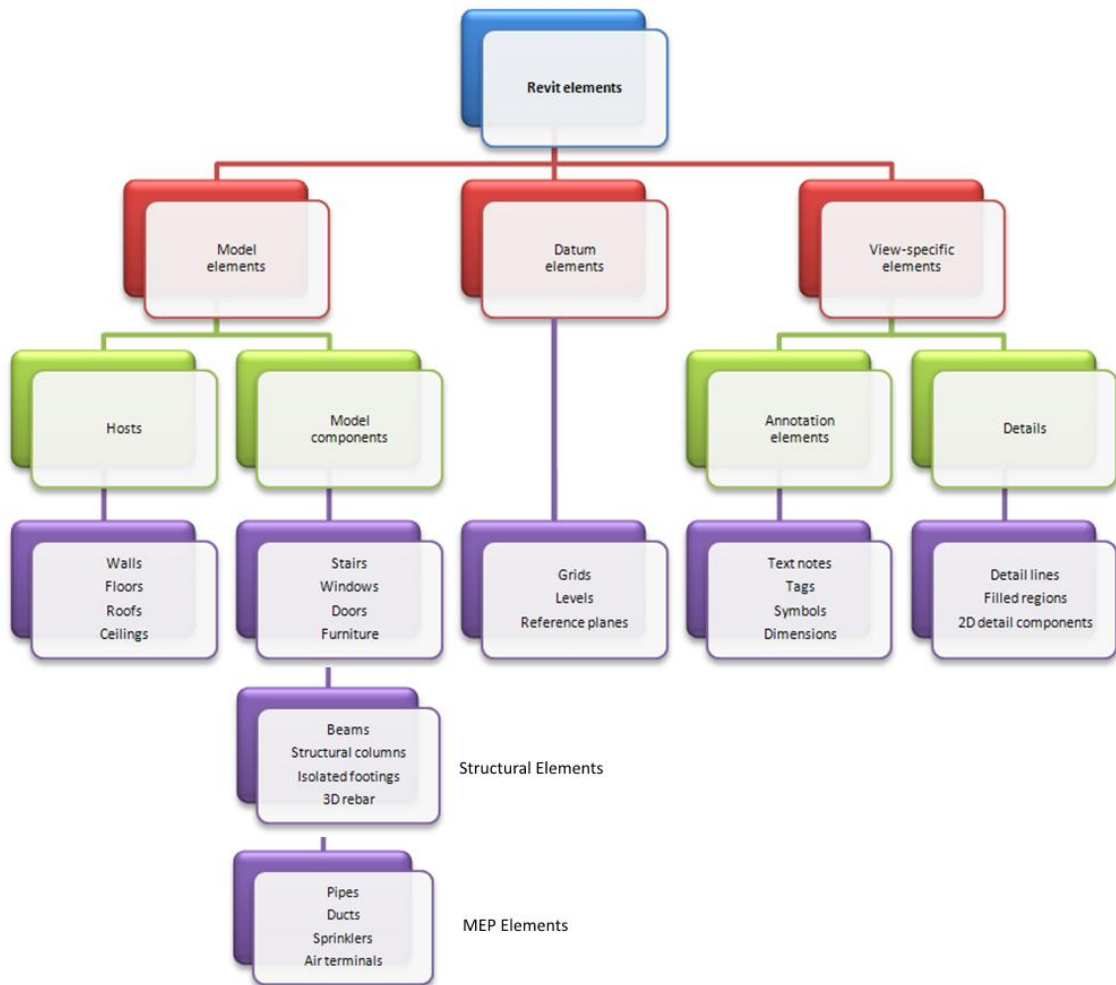 Revit elements
Model
elements
Datum
elements
View-specific
elements
Hosts
Model
components
Annotation
elements
Details
Walls
Floors
Roofs
Ceilings
Stairs
Windows
Doors
Furniture
Grids
Levels
Reference planes
Text notes
Tags
Symbols
Dimensions
Detail lines
Filled regions
2D detail components
Beams
Structural columns
Isolated footings
3D rebar
Structural Elements
Pipes
Ducts
Sprinklers
Air terminals
MEP Elements